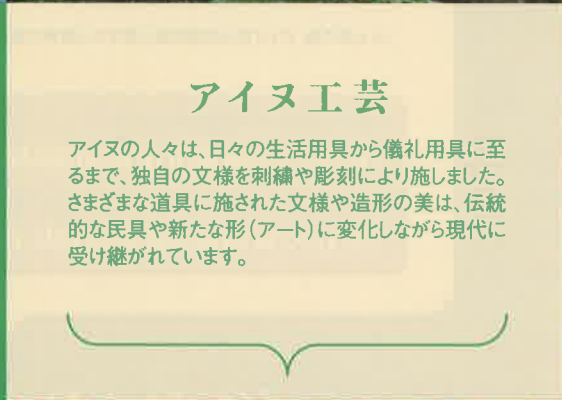 アイヌ工芸
アイヌの人々は、日々の生活用具から儀礼用具に至
るまで、独自の文様を刺繍や彫刻により施しました。
さまざまな道具に施された文様や造形の美は、伝統
的な民具や新たな形(アート)に変化しながら現代に
受け継がれています。